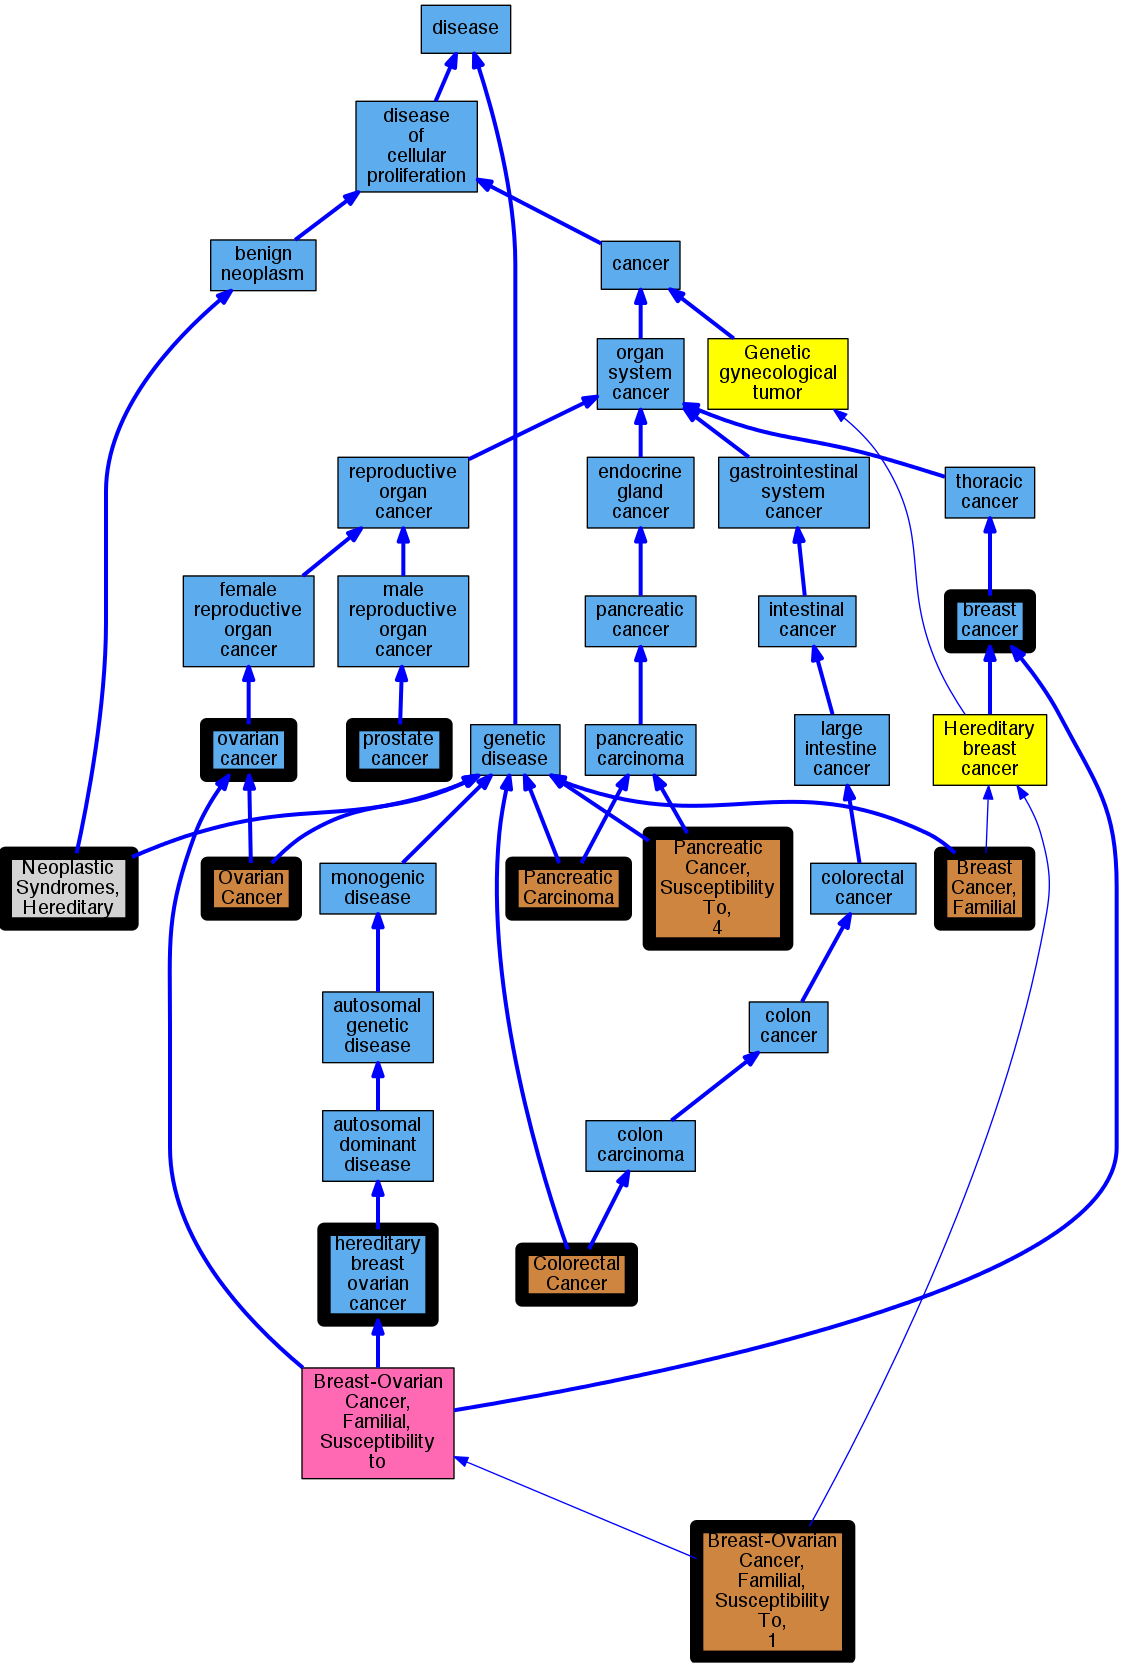 disease
disease
of
cellular
proliferation
benign
neoplasm
cancer
organ
system
cancer
Genetic
gynecological
tumor
reproductive
organ
cancer
endocrine
gland
cancer
gastrointestinal
system
cancer
thoracic
cancer
female
reproductive
organ
cancer
male
reproductive
organ
cancer
pancreatic
cancer
intestinal
cancer
breast
cancer
ovarian
cancer
prostate
cancer
genetic
disease
pancreatic
carcinoma
large
intestine
cancer
Hereditary
breast
cancer
Neoplastic
Syndromes,
Hereditary
Ovarian
Cancer
monogenic
disease
Pancreatic
Carcinoma
Pancreatic
Cancer,
Susceptibility
To,
4
colorectal
cancer
Breast
Cancer,
Familial
autosomal
genetic
disease
colon
cancer
autosomal
dominant
disease
colon
carcinoma
hereditary
breast
ovarian
cancer
Colorectal
Cancer
Breast-Ovarian
Cancer,
Familial,
Susceptibility
to
Breast-Ovarian
Cancer,
Familial,
Susceptibility
To,
1